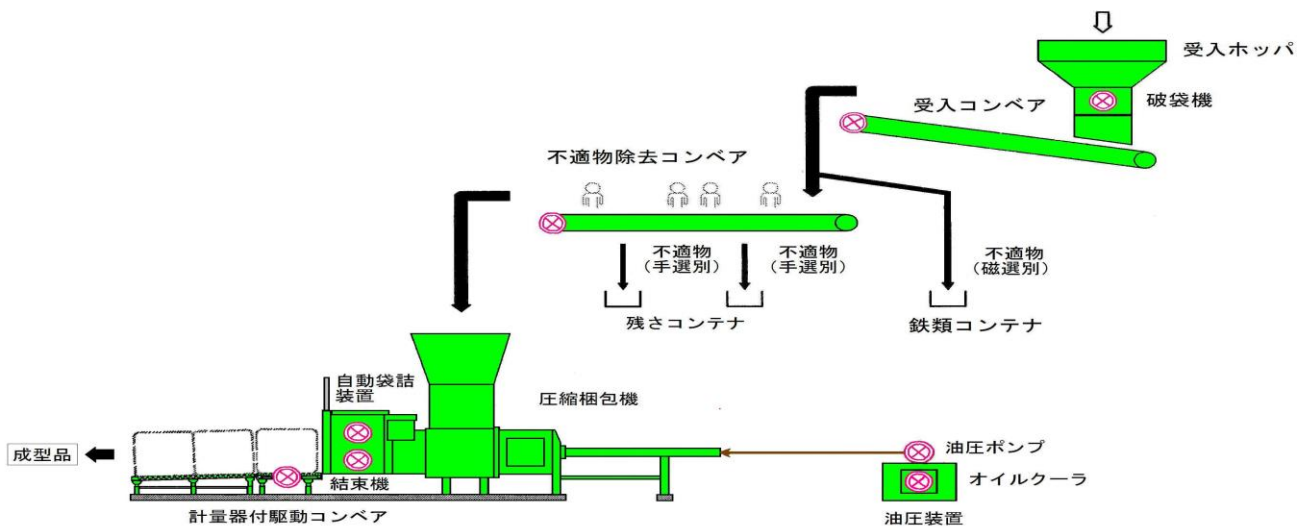 受入ホッパ
破袋機
受入コンベア
不適物除去コンベア
不適物
(手選別)
不適物
(手選別)
不適物
(磁選別)
残さコンテナ
鉄類コンテナ
自動袋詰
装置
圧縮梱包機
成型品
結束機
計量器付駆動コンベア
油圧ポンプ
オイルクーラ
油圧装置